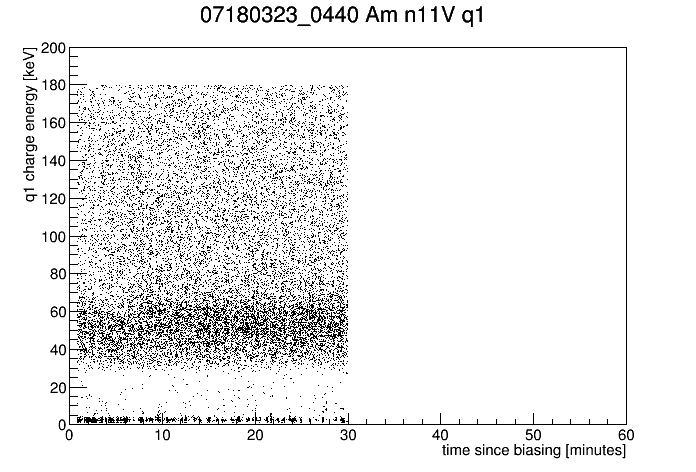 07180323_0440 Am n11V q1
q1 charge energy [keV]
200
180
160
140
120
100
80
60
40
20
0
0 10 20 30 40 50 60
time since biasing [minutes]